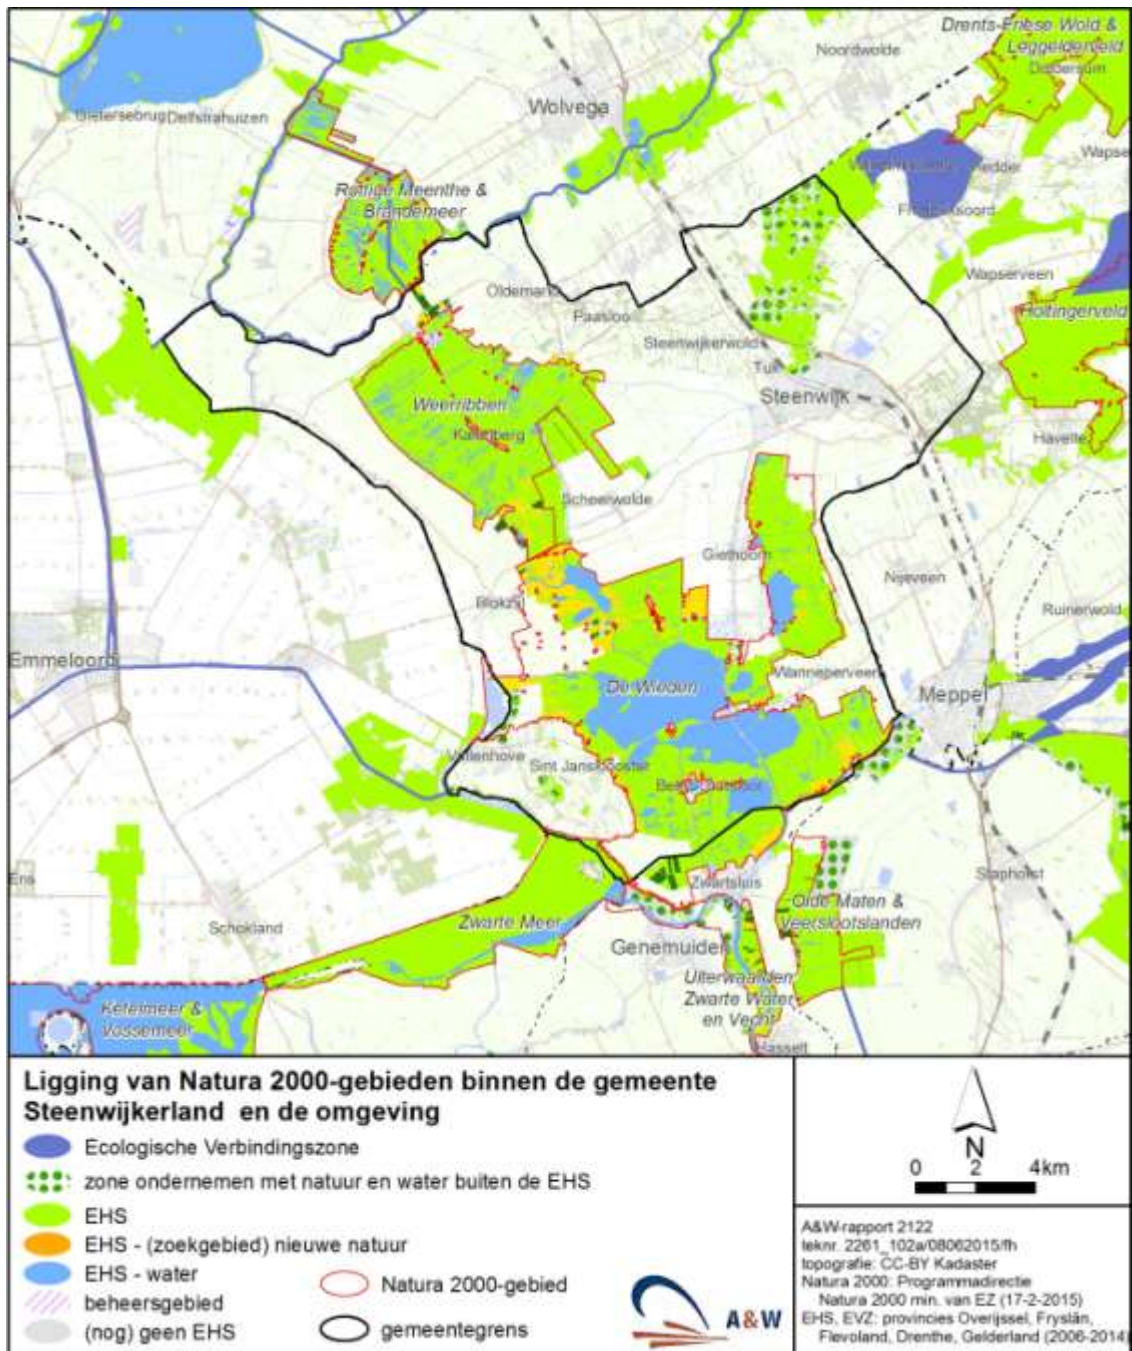 Drents-Friese Wold &
Leggelderveld
Noordwolde
Diddersum
Wolvega
Delfstrahuizen
Wapse
Rottige Meenthe &
Brandemeer
Wapserveen
Oldemarkt
Paasloo
Holtingerveld
Steenwijkerwold
Tuk
Steenwijk
Weerribben
Kalenberg
Havelte
Scheerwolde
Giethoorn
Nijeveen
Blokzijl
Ruinerwold
Emmeloord
Wanneperveen
De Wieden
Meppel
Vollenhove
Sint Jansklooster
Ens
Zwartsluis
Staphorst
Olde Maten &
Veerslootslanden
Schokland
Zwarte Meer
Genemuiden
Uiterwaarden
Zwarte Water
en Vecht
Ketelmeer &
Vossemeer
Hasselt
Ligging van Natura 2000-gebieden binnen de gemeente
Steenwijkerland en de omgeving
Ecologische Verbindingszone
zone ondernemen met natuur en water buiten de EHS
EHS
EHS - (zoekgebied) nieuwe natuur
EHS - water
beheersgebied
(nog) geen EHS
Natura 2000-gebied
gemeentegrens
A&W
N
0 2 4km
A&W-rapport 2122
teknr. 2261_102a/08062015/fh
topografie: CC-BY Kadaster
Natura 2000: Programmadirectie
Natura 2000 min. van EZ (17-2-2015)
EHS, EVZ: provincies Overijssel, Fryslân,
Flevoland, Drenthe, Gelderland (2006-2014)